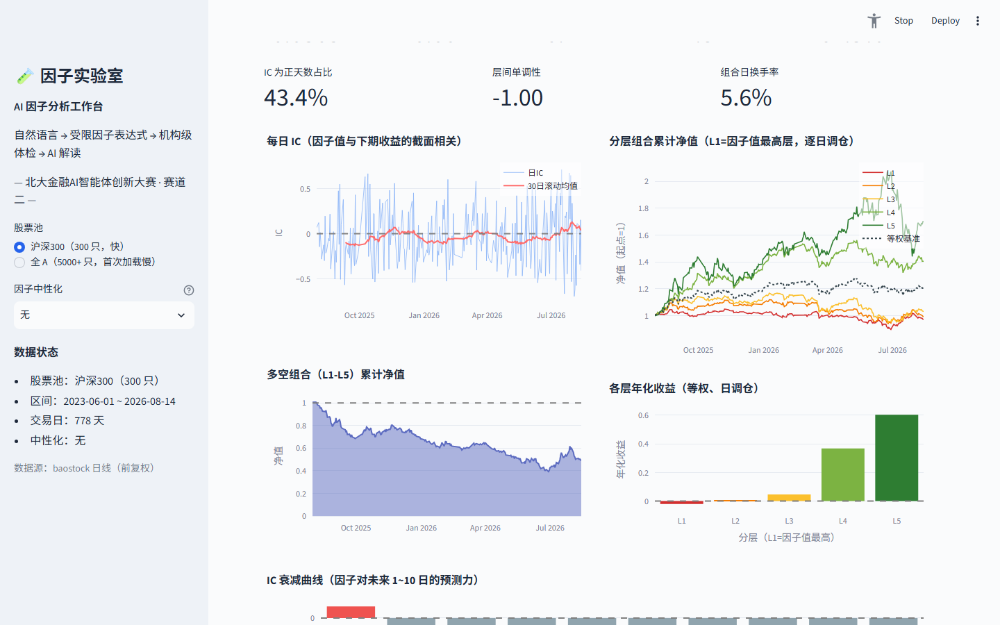 Stop
Deploy
因子实验室
AI 因子分析工作台
自然语言 → 受限因子表达式 → 机构级
体检 → AI 解读
— 北大金融AI智能体创新大赛 · 赛道
二 —
股票池
沪深300（300 只，快）
全 A（5000+ 只，首次加载慢）
因子中性化
无
数据状态
股票池：沪深300（300 只）
区间：2023-06-01 ~ 2026-08-14
交易日：778 天
中性化：无
数据源：baostock 日线（前复权）
IC 为正天数占比
43.4%
层间单调性
-1.00
组合日换手率
5.6%
每日 IC（因子值与下期收益的截面相关）
日IC
30日滚动均值
IC
0.5
0
−0.5
Oct 2025
Jan 2026
Apr 2026
Jul 2026
分层组合累计净值（L1=因子值最高层，逐日调仓）
L1
L2
L3
L4
L5
等权基准
净值（起点=1）
2
1.8
1.6
1.4
1.2
1
Oct 2025
Jan 2026
Apr 2026
Jul 2026
多空组合（L1-L5）累计净值
净值
1
0.8
0.6
0.4
0.2
0
Oct 2025
Jan 2026
Apr 2026
Jul 2026
各层年化收益（等权、日调仓）
年化收益
0.6
0.4
0.2
0
L1
L2
L3
L4
L5
分层（L1=因子值最高）
IC 衰减曲线（因子对未来 1~10 日的预测力）
0